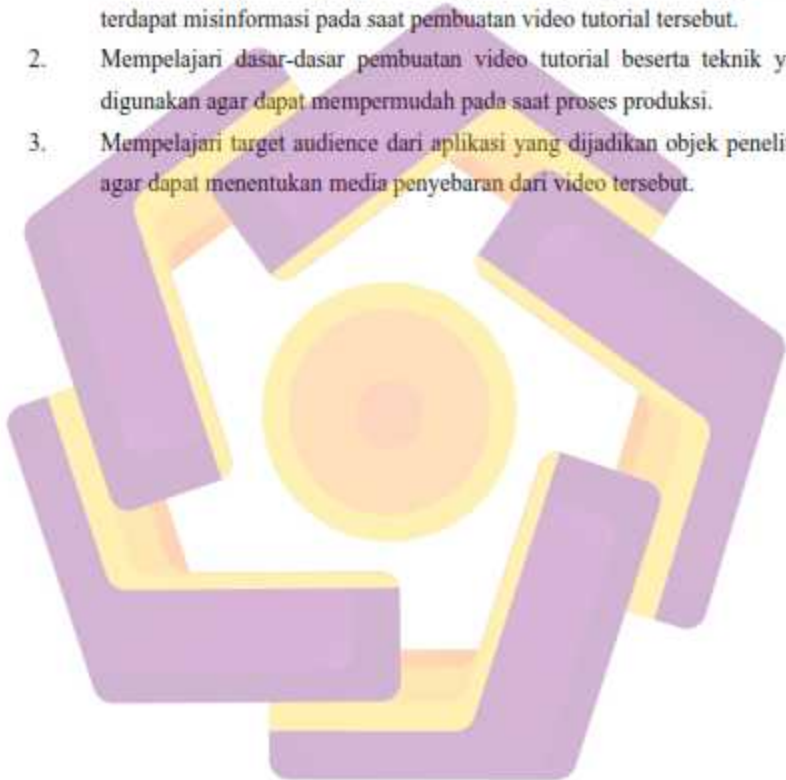 terdapat misinformasi pada saat pembuatan video tutorial tersebut.
2. Mempelajari dasar-dasar pembuatan video tutorial beserta teknik y
digunakan agar dapat mempermudah pada saat proses produksi.
3. Mempelajari target audience dari aplikasi yang dijadikan objek peneli
agar dapat menentukan media penyebaran dari video tersebut.